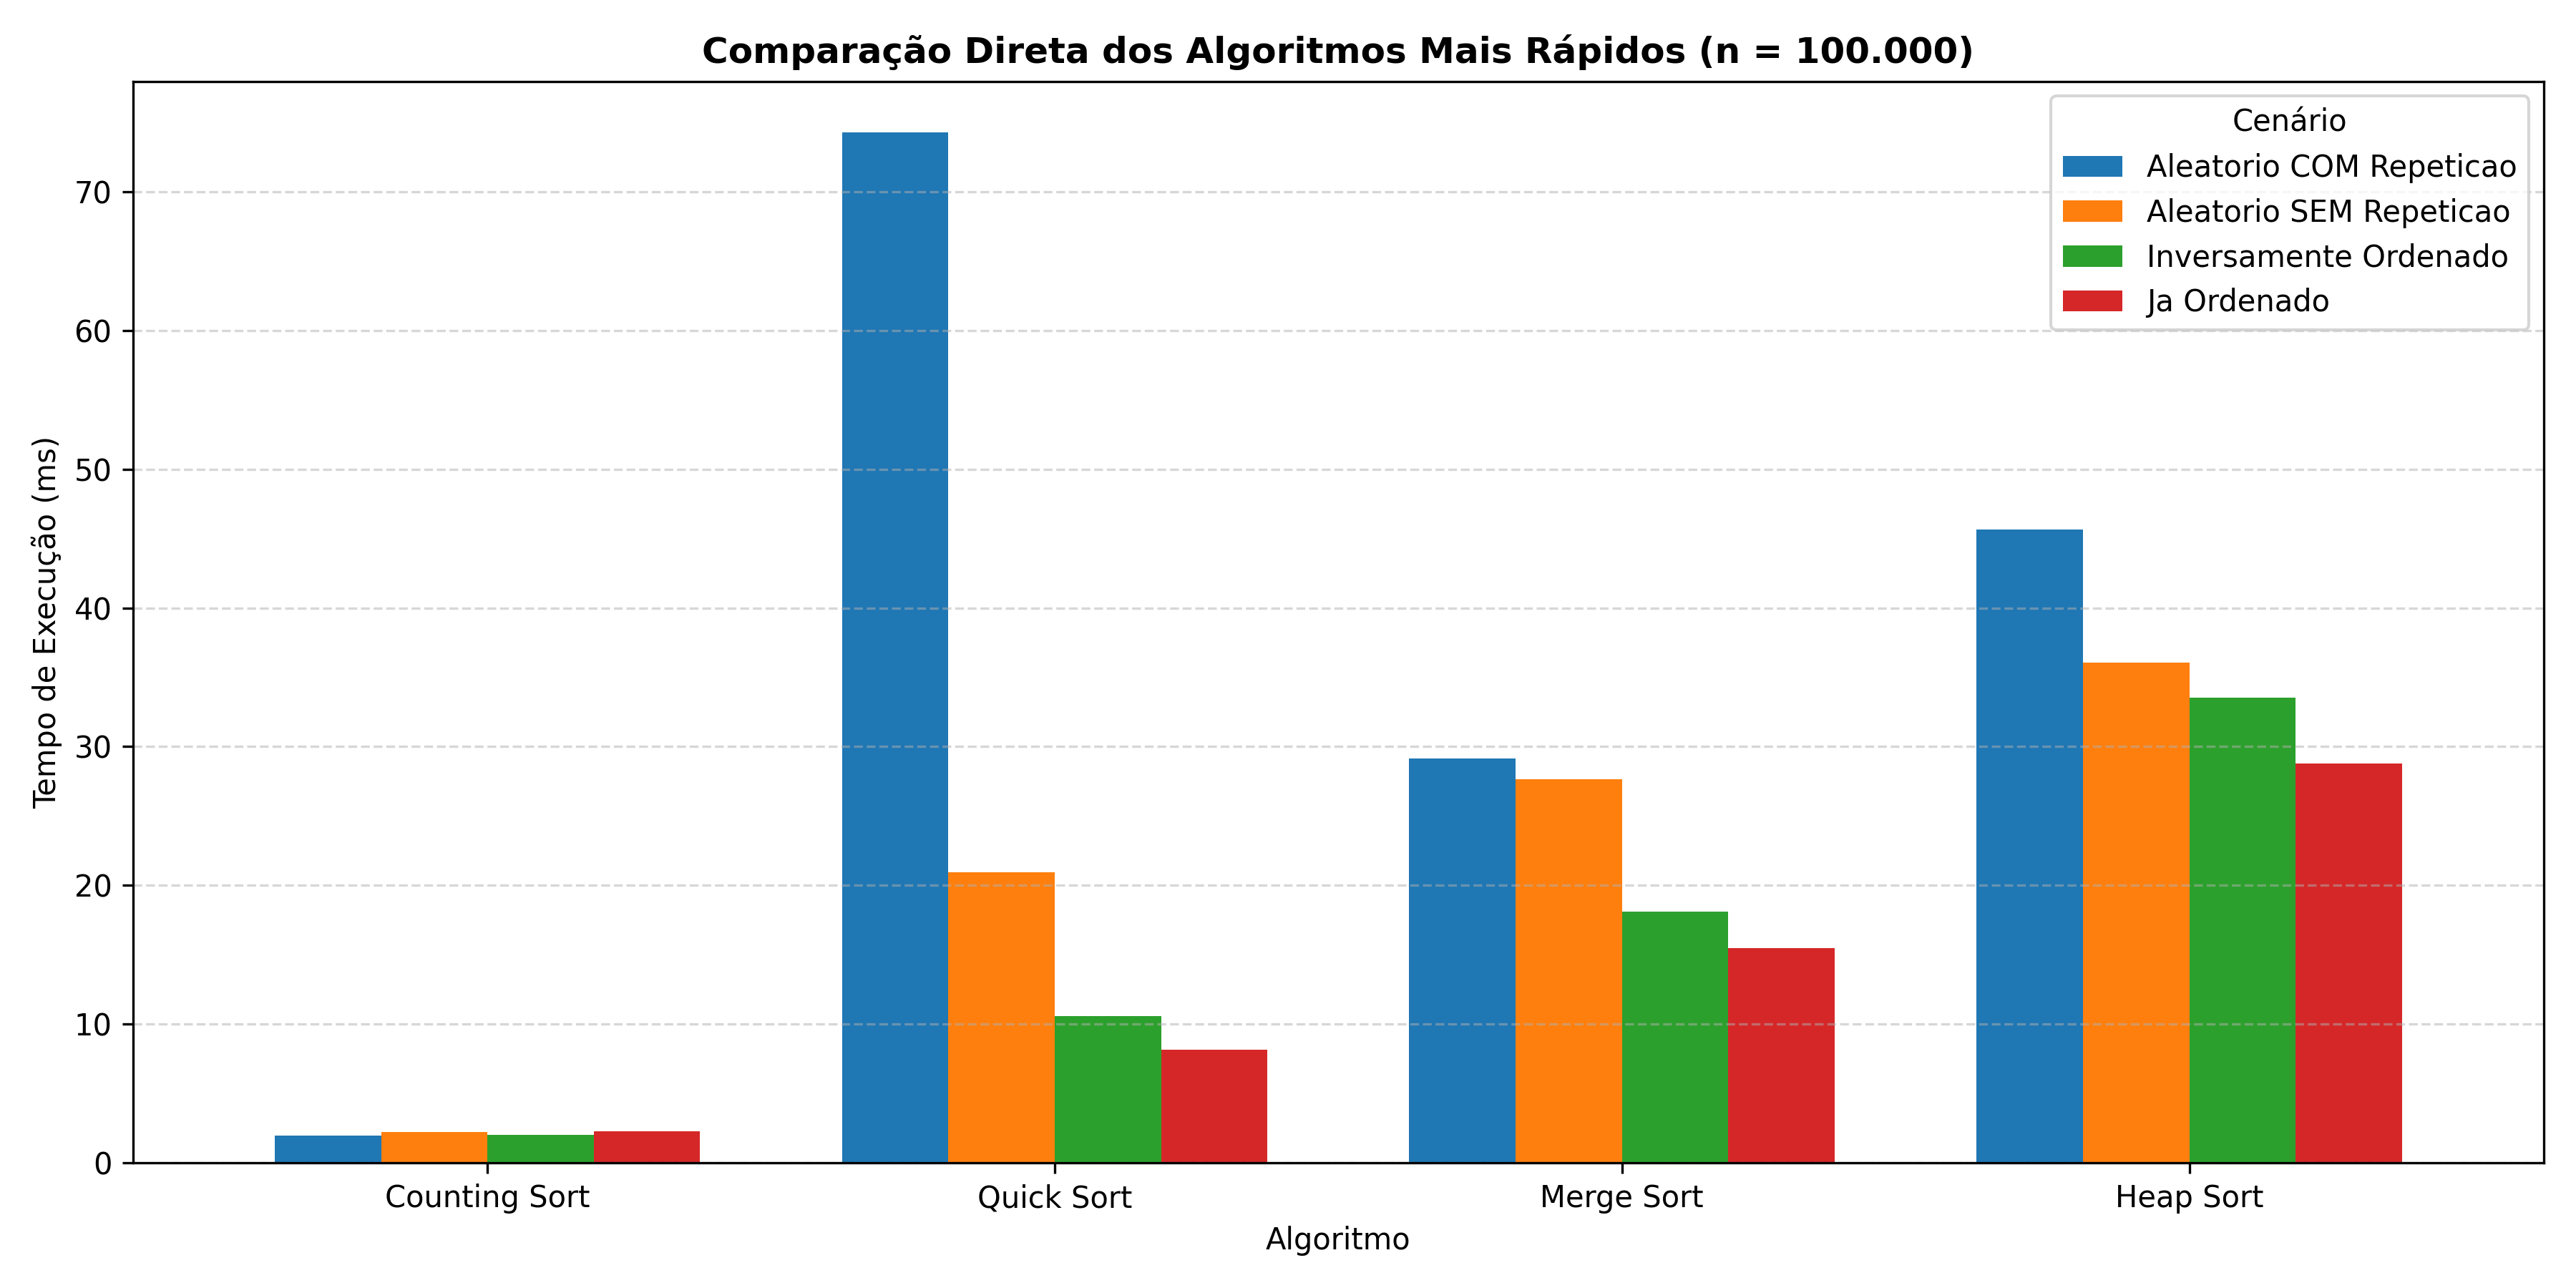 Comparação Direta dos Algoritmos Mais Rápidos (n = 100.000)
Tempo de Execução (ms)
70
60
50
40
30
20
10
0
Cenário
Aleatorio COM Repeticao
Aleatorio SEM Repeticao
Inversamente Ordenado
Ja Ordenado
Counting Sort
Quick Sort
Merge Sort
Heap Sort
Algoritmo